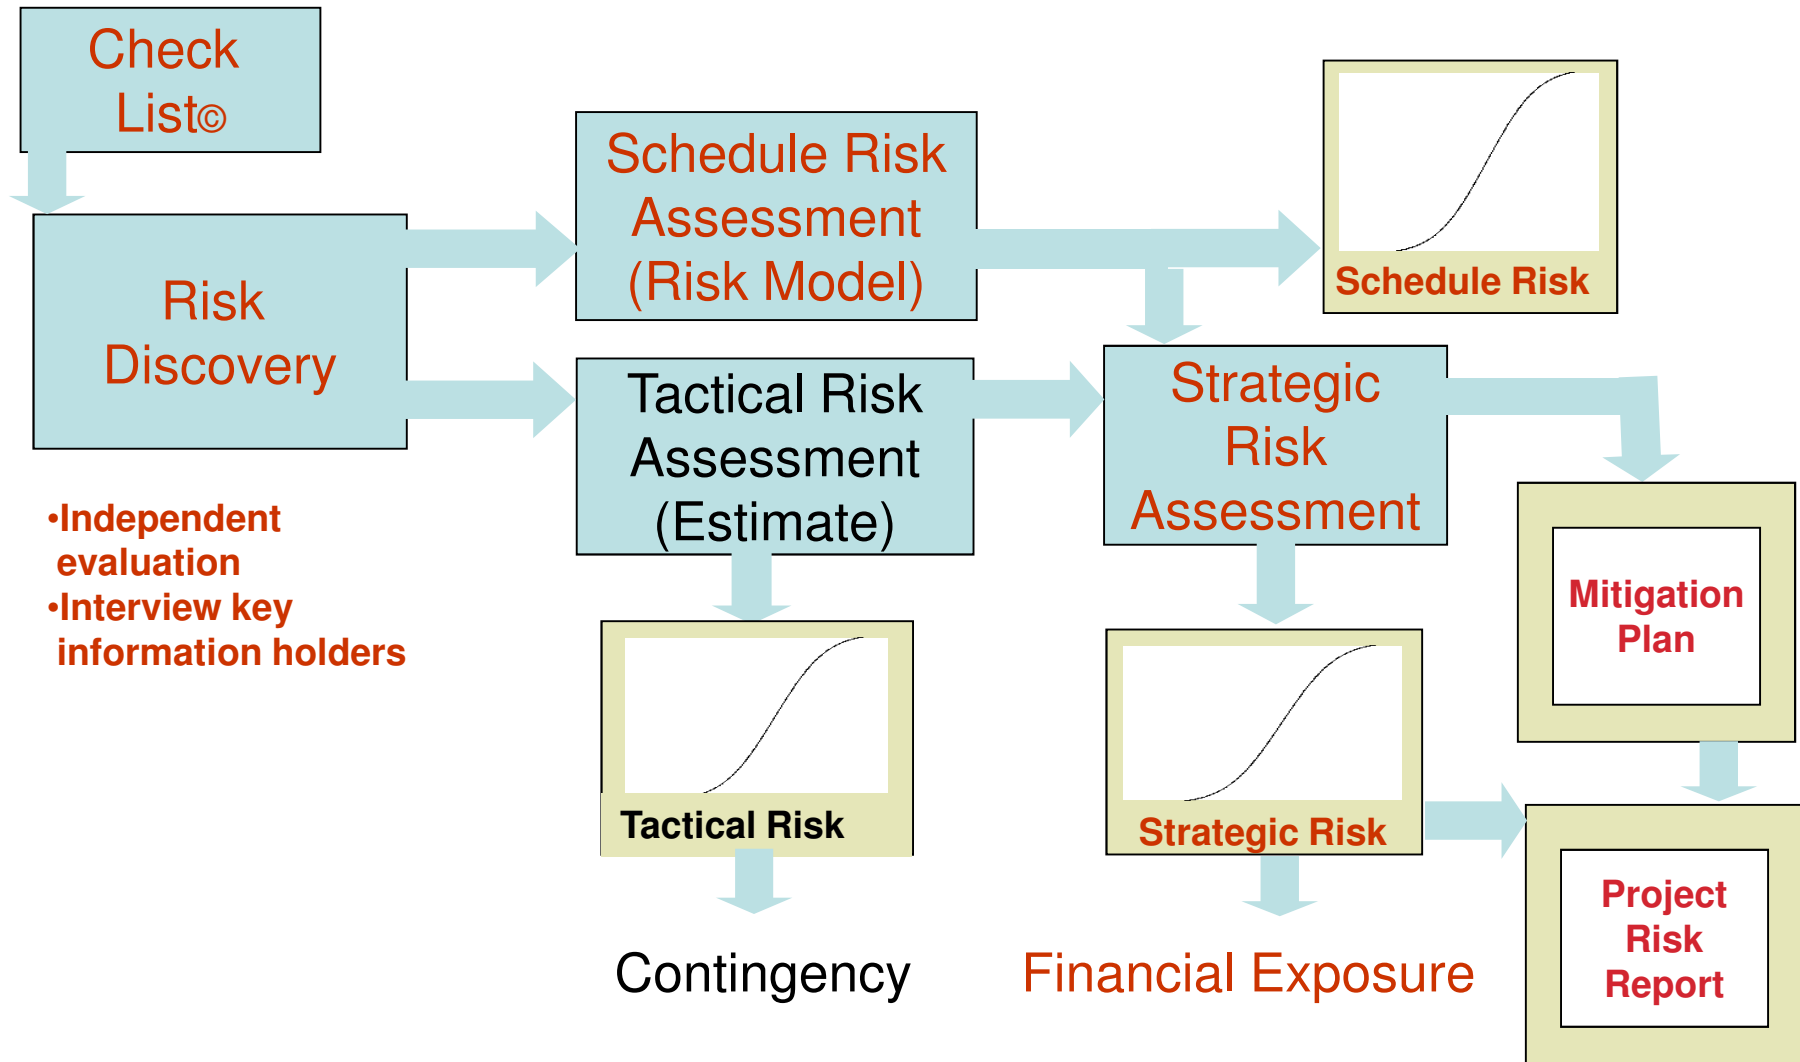 Check
List©
Risk
Discovery
•Independent
evaluation
•Interview key
information holders
Schedule Risk
Assessment
(Risk Model)
Schedule Risk
Tactical Risk
Assessment
(Estimate)
Strategic
Risk
Assessment
Tactical Risk
Strategic Risk
Mitigation
Plan
Contingency
Financial Exposure
Project
Risk
Report